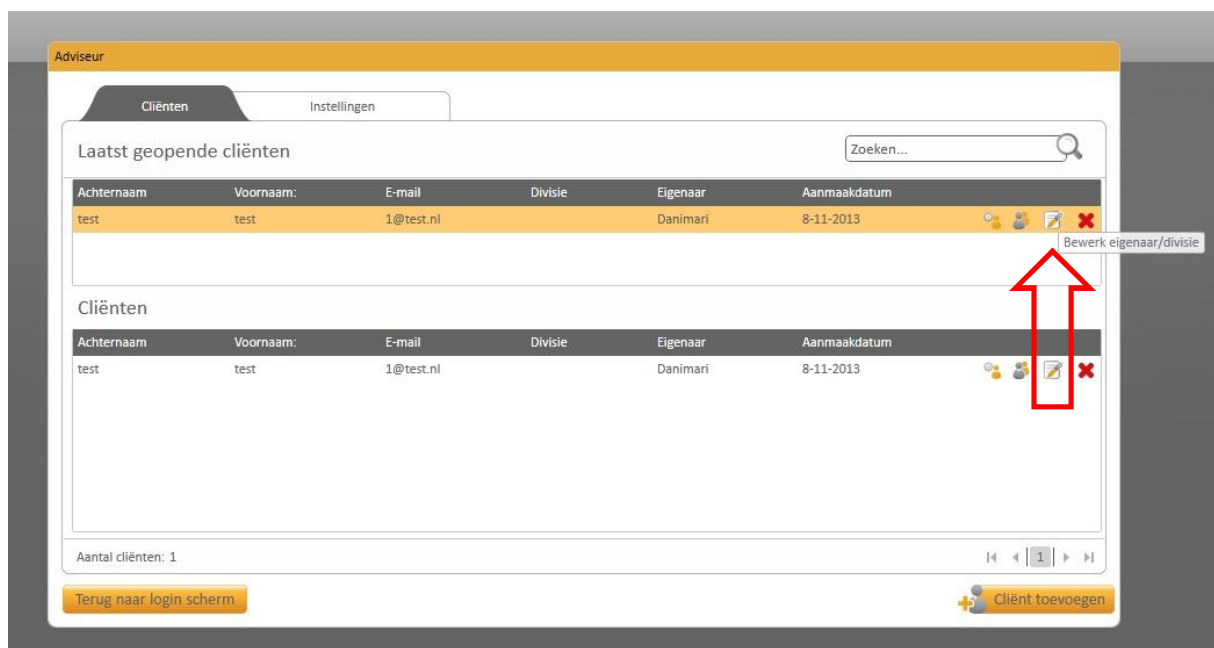 Adviseur
Cliënten Instellingen
Laatst geopende cliënten Zoeken...
Achternaam Voornaam: E-mail Divisie Eigenaar Aanmaakdatum
test test 1@test.nl Danimari 8-11-2013
Bewerk eigenaar/divisie
Cliënten
Achternaam Voornaam: E-mail Divisie Eigenaar Aanmaakdatum
test test 1@test.nl Danimari 8-11-2013
Aantal cliënten: 1 1
Terug naar login scherm Cliënt toevoegen